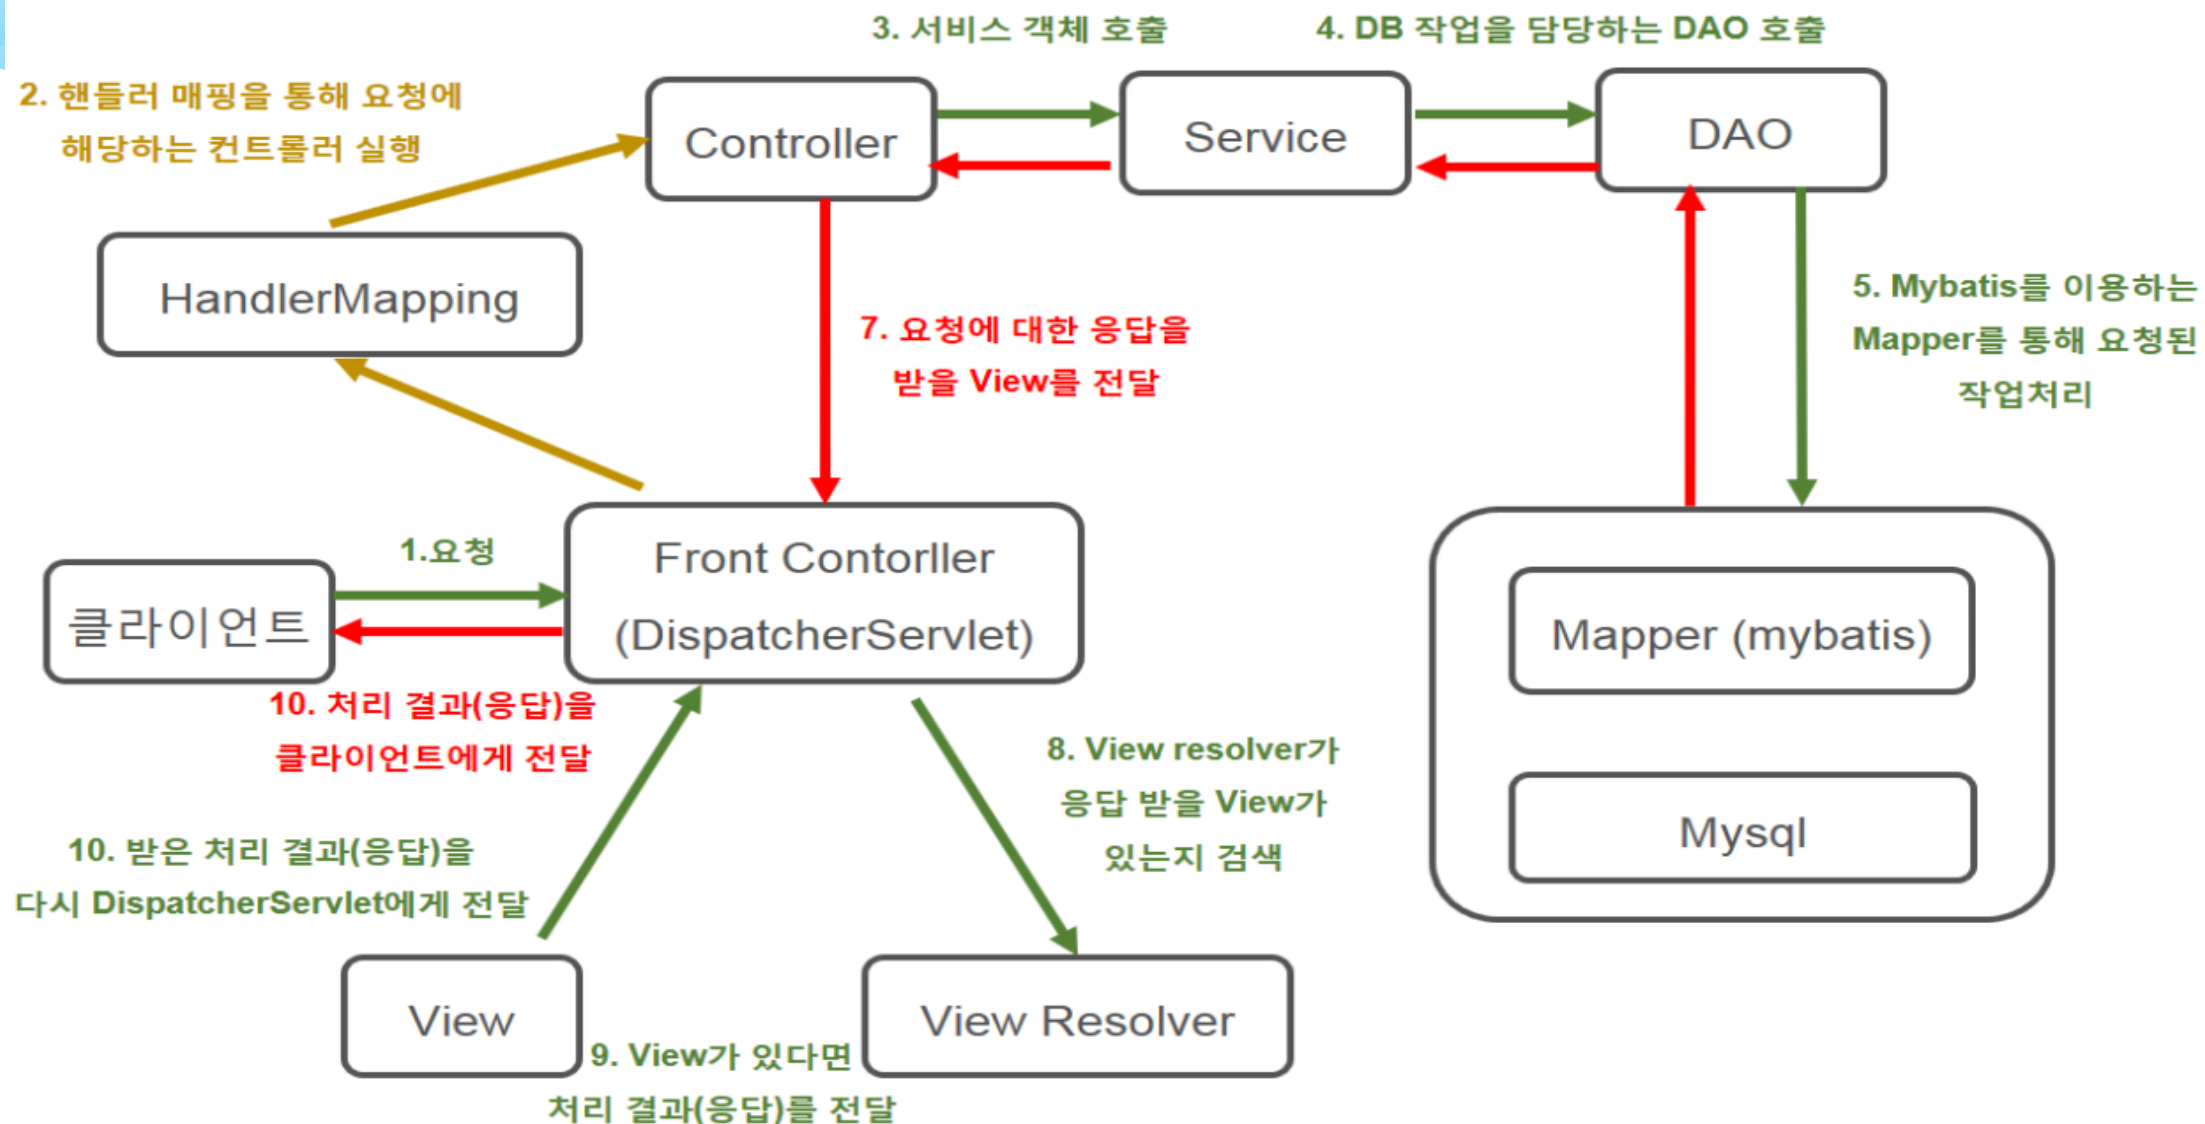 3. 서비스 객체 호출
4. DB 작업을 담당하는 DAO 호출
2. 핸들러 매핑을 통해 요청에
해당하는 컨트롤러 실행
Controller
Service
DAO
HandlerMapping
5. Mybatis를 이용하는
Mapper를 통해 요청된
작업처리
7. 요청에 대한 응답을
받을 View를 전달
1.요청
Front Contorller
(DispatcherServlet)
클라이언트
Mapper (mybatis)
10. 처리 결과(응답)을
클라이언트에게 전달
8. View resolver가
응답 받을 View가
있는지 검색
Mysql
10. 받은 처리 결과(응답)을
다시 DispatcherServlet에게 전달
View
View Resolver
9. View가 있다면
처리 결과(응답)를 전달